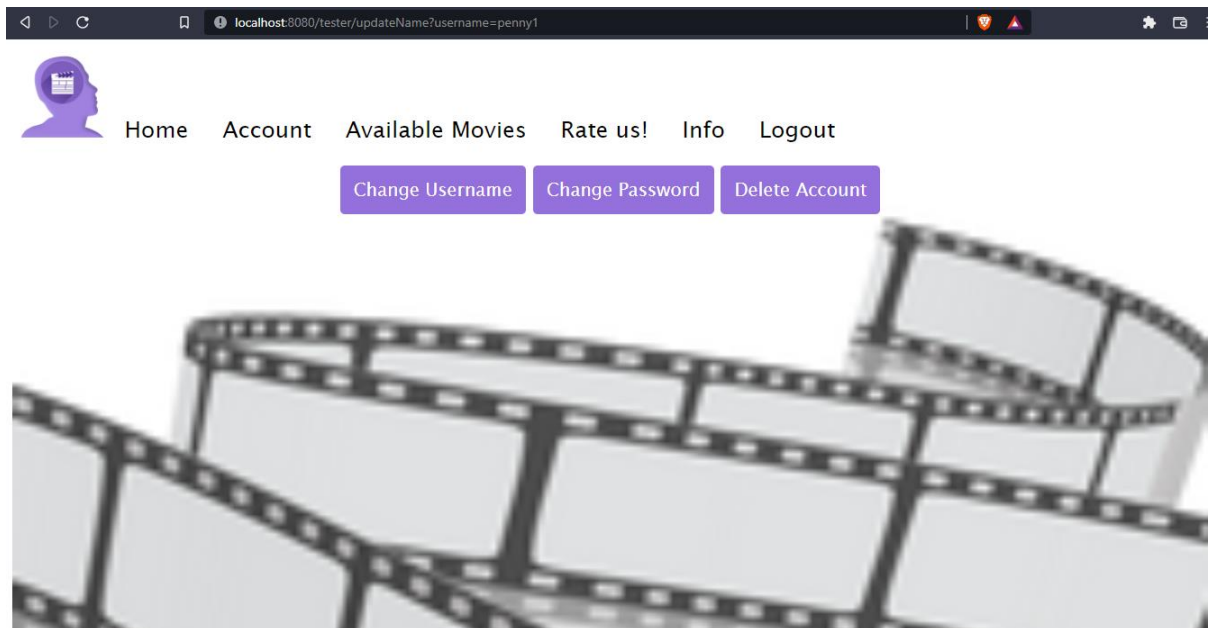 localhost:8080/tester/updateName?username=penny1
Home Account Available Movies Rate us! Info Logout
Change Username Change Password Delete Account